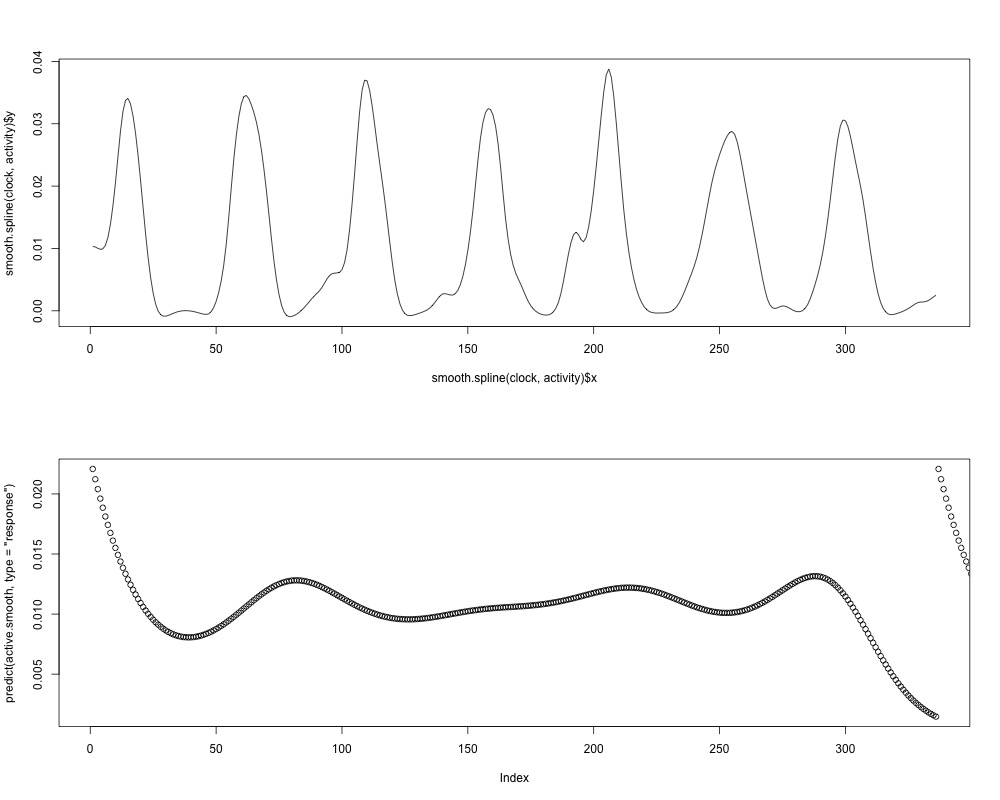 smooth.spline(clock, activity)$y
0.04
0.03
0.02
0.01
0.00
0 50 100 150 200 250 300
smooth.spline(clock, activity)$x
predict(active.smooth, type = "response")
0.020
0.015
0.010
0.005
0 50 100 150 200 250 300
Index